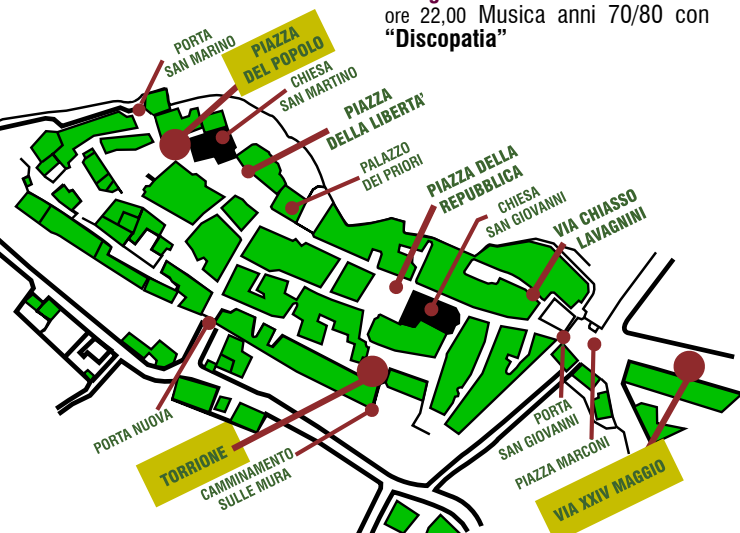 ore 22,00 Musica anni 70/80 con
“Discopatia”
PORTA
SAN MARINO
PIAZZA
DEL POPOLO
CHIESA
SAN MARTINO
PIAZZA
DELLA LIBERTA’
PALAZZO
DEI PRIORI
PIAZZA DELLA
REPUBBLICA
CHIESA
SAN GIOVANNI
VIA CHIASSO
LAVAGNINI
PORTA NUOVA
TORRIONE
CAMMINAMENTO
SULLE MURA
PORTA
SAN GIOVANNI
PIAZZA MARCONI
VIA XXIV MAGGIO